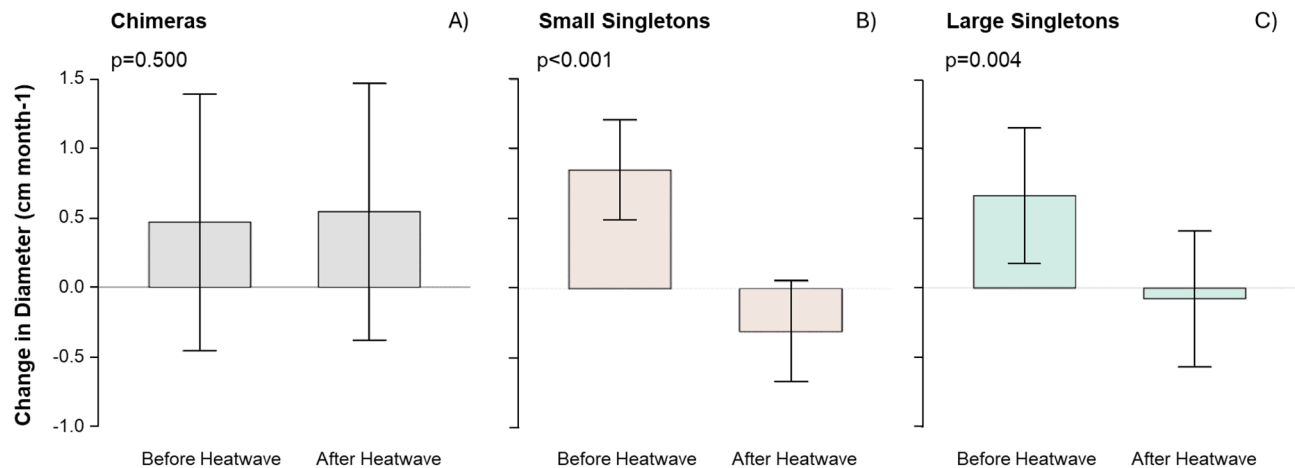 Chimeras A) Small Singletons B) Large Singletons C)
p=0.500 p<0.001 p=0.004
Change in Diameter (cm month-1)
1.5
1.0
0.5
0.0
-0.5
-1.0
Before Heatwave After Heatwave Before Heatwave After Heatwave Before Heatwave After Heatwave